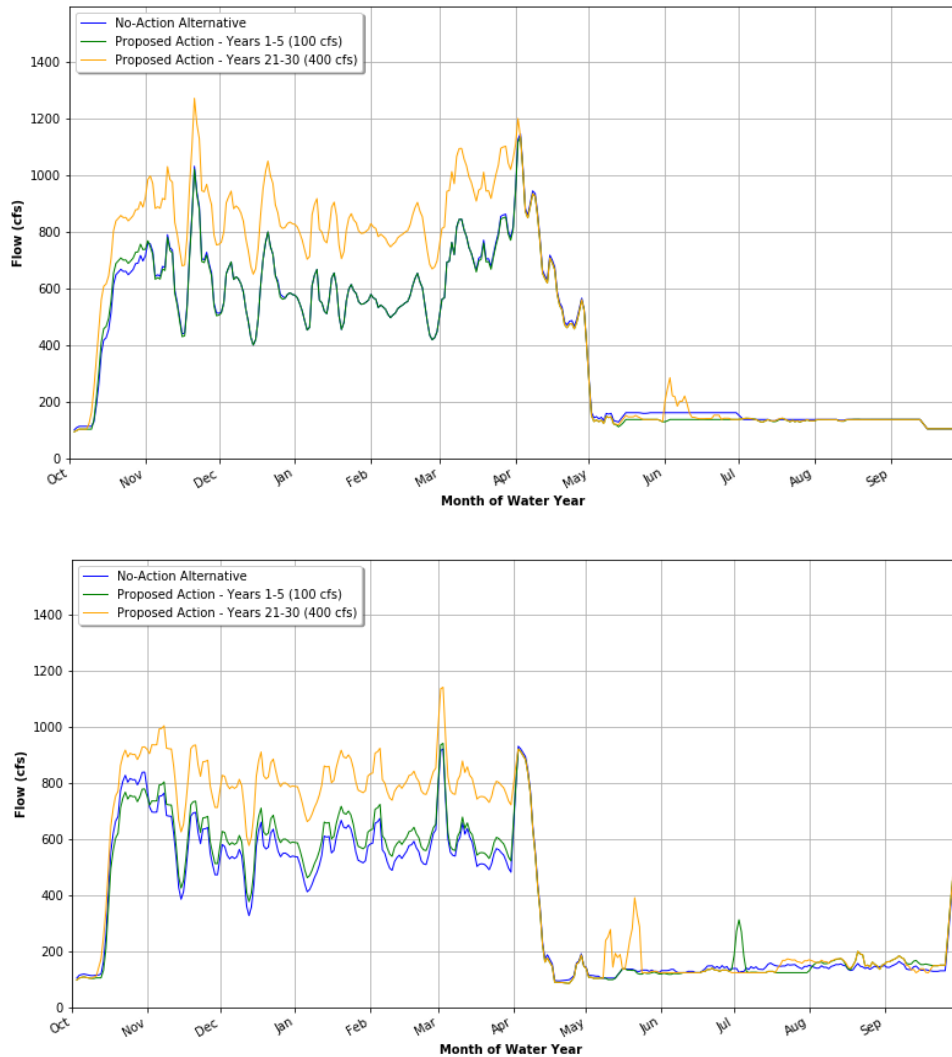 No-Action Alternative
Proposed Action - Years 1-5 (100 cfs)
Proposed Action - Years 21-30 (400 cfs)
1400
1200
1000
800
600
400
200
0
Flow (cfs)
Oct Nov Dec Jan Feb Mar Apr May Jun Jul Aug Sep
Month of Water Year
No-Action Alternative
Proposed Action - Years 1-5 (100 cfs)
Proposed Action - Years 21-30 (400 cfs)
1400
1200
1000
800
600
400
200
0
Flow (cfs)
Oct Nov Dec Jan Feb Mar Apr May Jun Jul Aug Sep
Month of Water Year